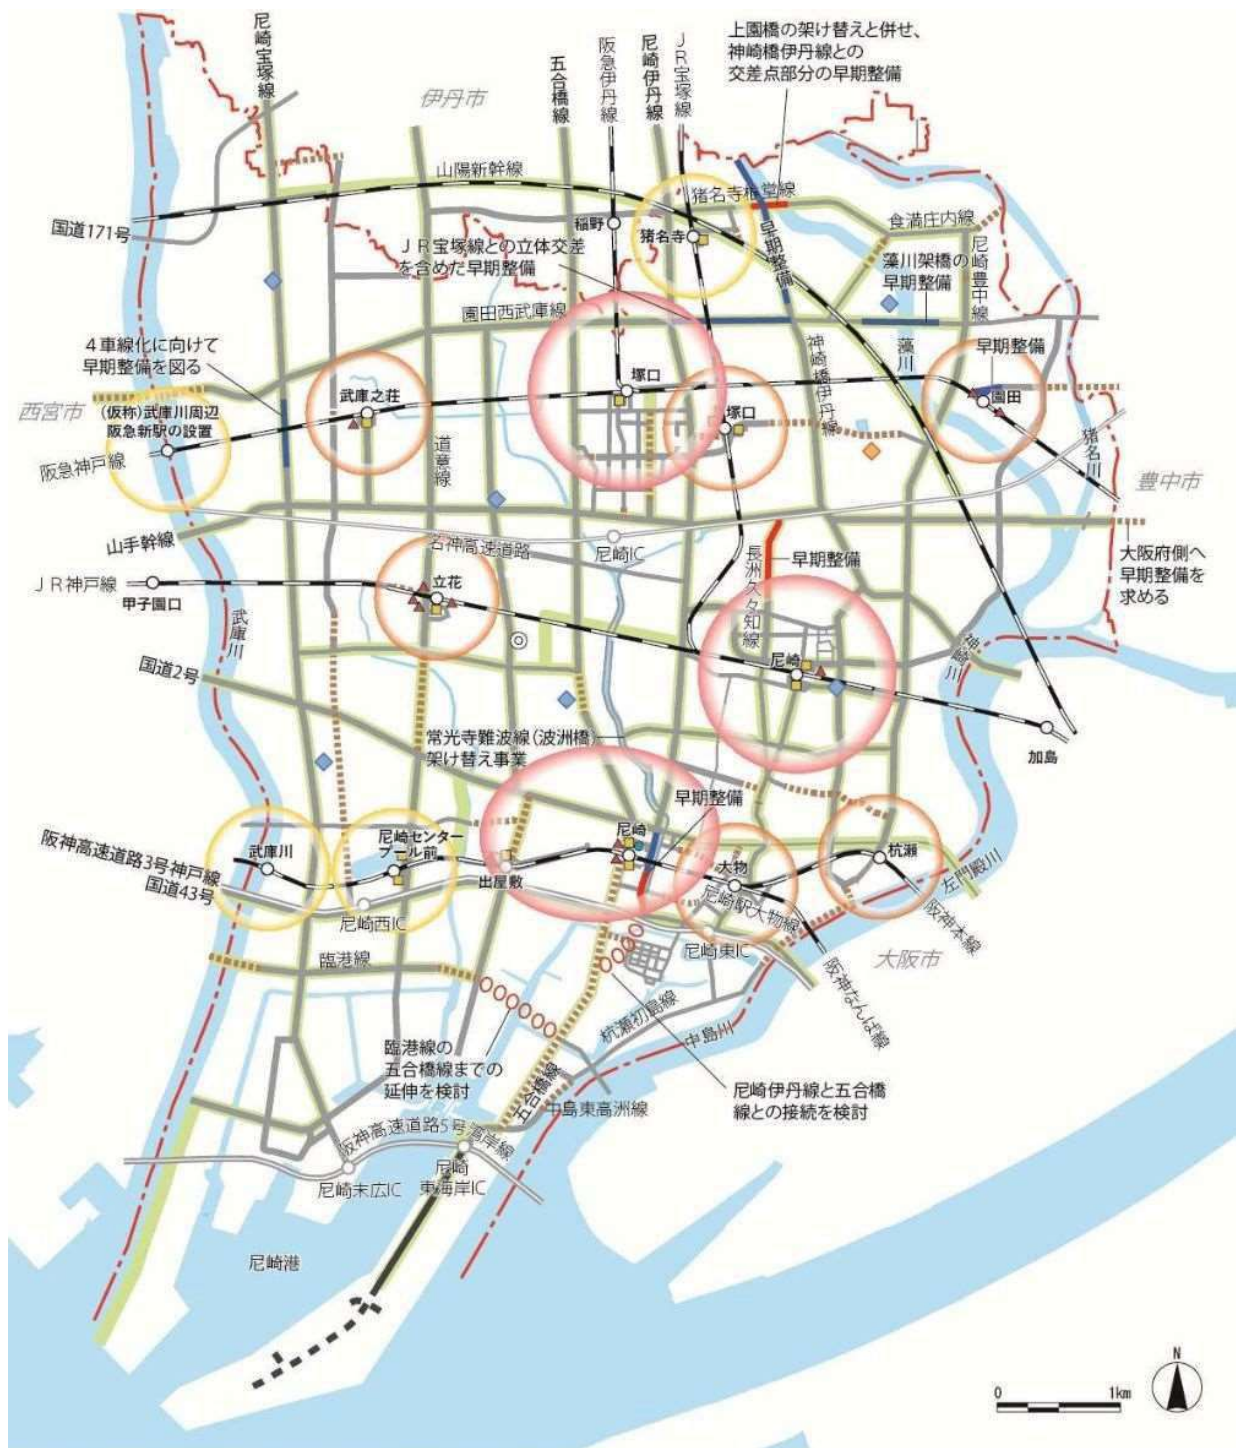 尼崎宝塚線
伊丹市
五合橋線
阪急伊丹線
尼崎伊丹線
ＪＲ宝塚線
上園橋の架け替えと併せ、
神崎橋伊丹線との
交差点部分の早期整備
山陽新幹線
国道171号
稲野
猪名寺
早期整備
食満庄内線
尼崎豊中線
ＪＲ宝塚線との立体交差
を含めた早期整備
藻川架橋の
早期整備
園田西武庫線
４車線化に向けて
早期整備を図る
神崎橋伊丹線
藻川
早期整備
西宮市
(仮称)武庫川周辺
阪急新駅の設置
武庫之荘
塚口
塚口
園田
阪急神戸線
道意線
猪名川
豊中市
山手幹線
名神高速道路
尼崎IC
長洲久々知線
早期整備
大阪府側へ
早期整備を
求める
ＪＲ神戸線
甲子園口
立花
武庫川
国道2号
尼崎
神崎川
加島
常光寺難波線(波洲橋)
架け替え事業
早期整備
阪神高速道路3号神戸線
国道43号
武庫川
尼崎センター
プール前
出屋敷
尼崎
大物
杭瀬
尼崎駅大物線
左門殿川
阪神本線
尼崎西IC
尼崎東IC
大阪市
臨港線
阪神なんば線
杭瀬初島線
中島川
臨港線の
五合橋線までの
延伸を検討
五合橋線
尼崎伊丹線と五合橋
線との接続を検討
中島東高洲線
阪神高速道路5号湾岸線
尼崎末広IC
尼崎
東海岸IC
尼崎港
N
0
1km